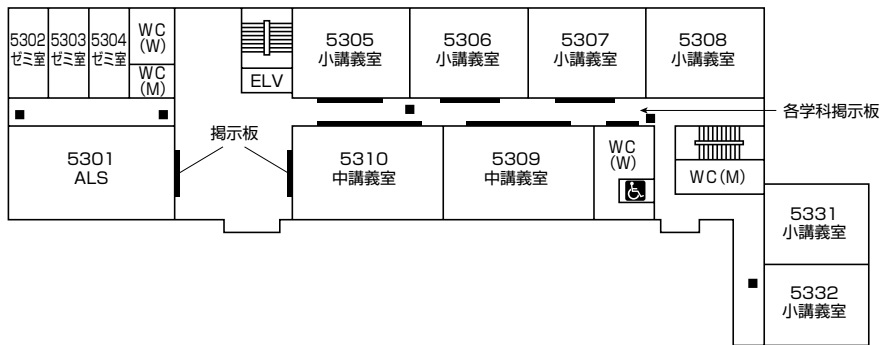 5302
ゼミ室
5303
ゼミ室
5304
ゼミ室
WC
(W)
WC
(M)
ELV
5305
小講義室
5306
小講義室
5307
小講義室
5308
小講義室
各学科掲示板
掲示板
5301
ALS
5310
中講義室
5309
中講義室
WC
(W)
WC(M)
5331
小講義室
5332
小講義室